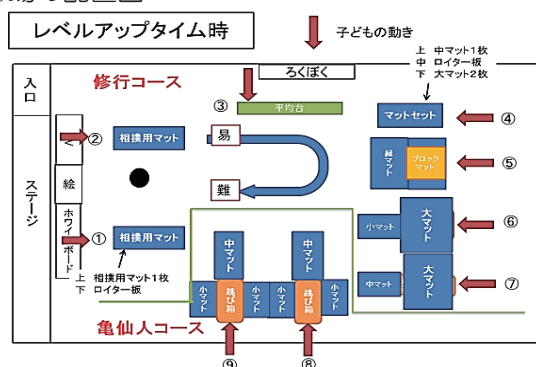 レベルアップタイム時
子どもの動き
上 中マット1枚
中 ロイター板
下 大マット2枚
入口
修行コース
ろくぼく
③
平均台
マットセット
④
②
相撲用マット
易
緑マット
ブロックマット
⑤
ステージ
絵
難
ホワイトボード
①
相撲用マット
小マット
大マット
⑥
中マット
中マット
中マット
大マット
⑦
上 相撲用マット1枚
下 ロイター板
小マット
跳び箱
小マット
小マット
跳び箱
小マット
亀仙人コース
⑨
⑧